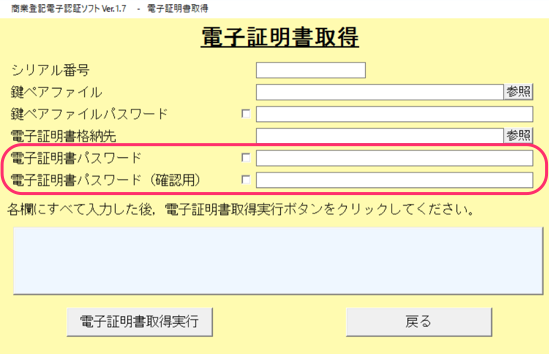 商業登記電子認証ソフトVer.1.7 - 電子証明書取得
電子証明書取得
シリアル番号
鍵ペアファイル 参照
鍵ペアファイルパスワード
電子証明書格納先 参照
電子証明書パスワード
電子証明書パスワード（確認用）
各欄にすべて入力した後，電子証明書取得実行ボタンをクリックしてください。
電子証明書取得実行 戻る